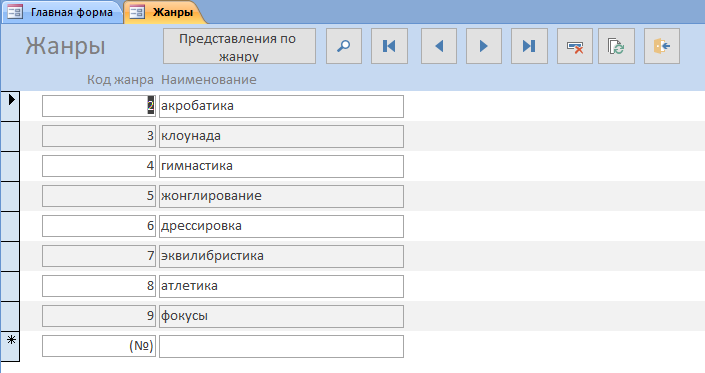 Главная форма Жанры
Жанры
Представления по
жанру
Код жанра Наименование
2 акробатика
3 клоунада
4 гимнастика
5 жонглирование
6 дрессировка
7 эквилибристика
8 атлетика
9 фокусы
(№)